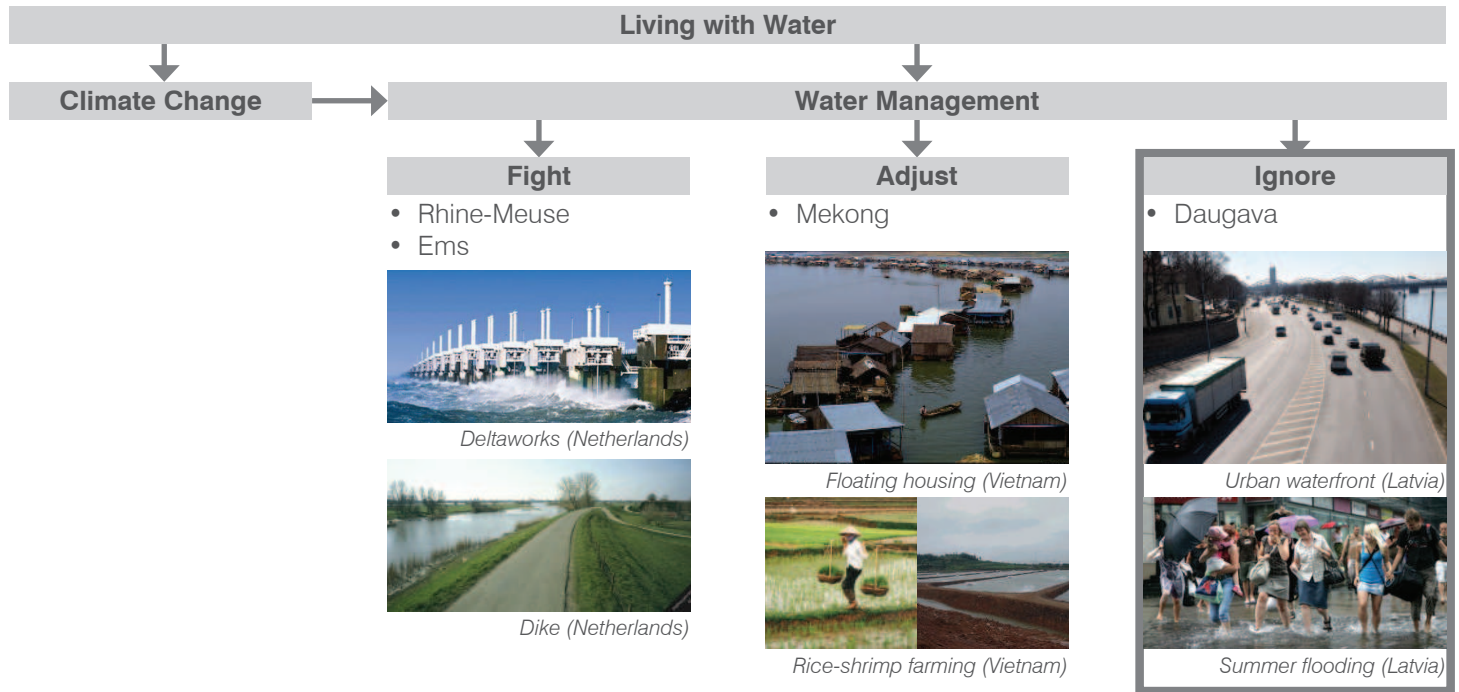 Living with Water
Climate Change
Water Management
Fight
• Rhine-Meuse
• Ems
Deltaworks (Netherlands)
Dike (Netherlands)
Adjust
• Mekong
Floating housing (Vietnam)
Rice-shrimp farming (Vietnam)
Ignore
• Daugava
Urban waterfront (Latvia)
Summer flooding (Latvia)